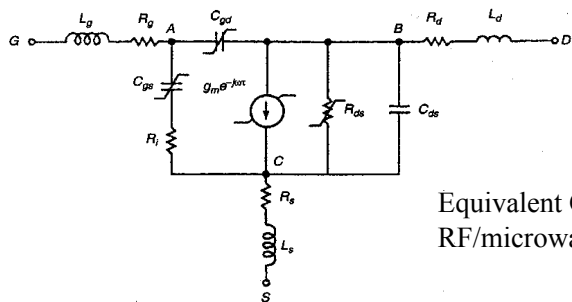 L_g R_g A C_gd B R_d L_d
G D
C_gs g_m e^-jωτ R_ds C_ds
R_i
C
R_s
L_s
S
Equivalent
RF/microwa